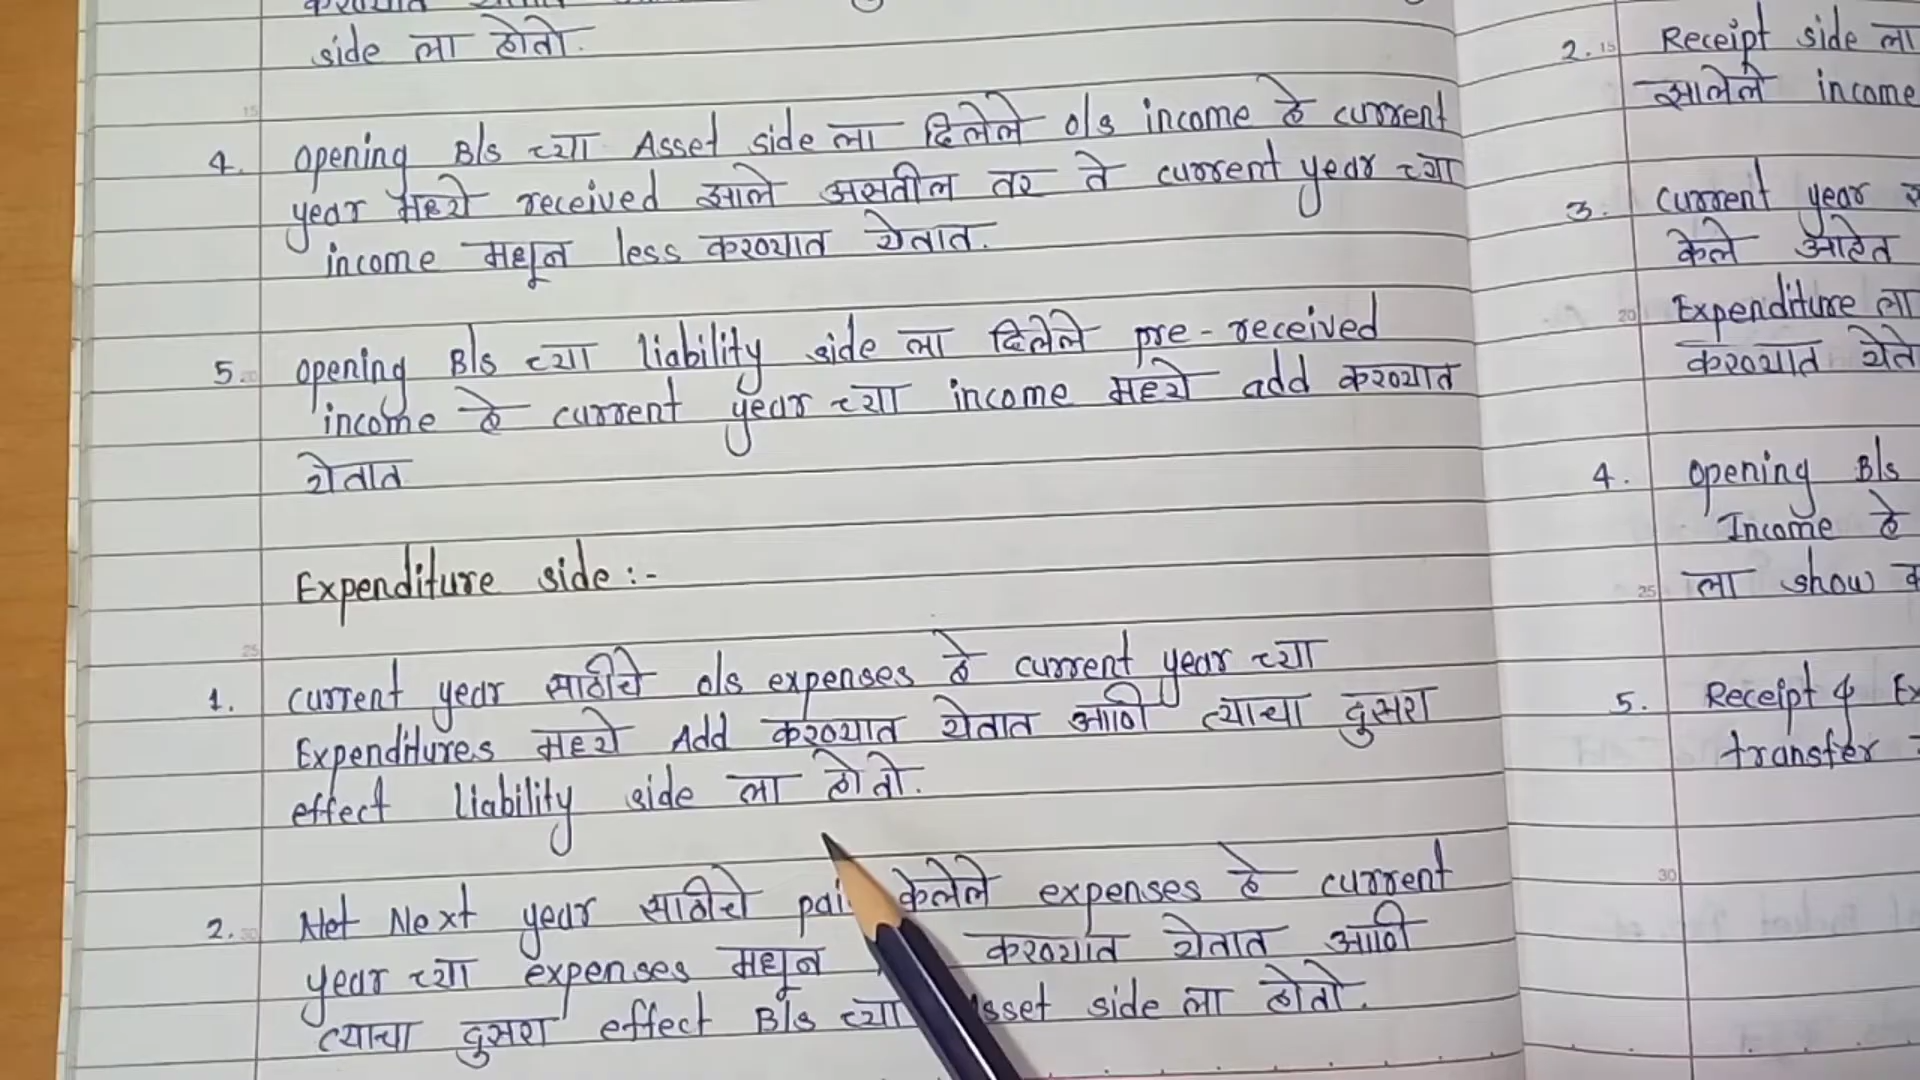 side ला होतो.
4. Opening B/s च्या Asset side ला दिलेले o/s income हे current
year मध्ये received झाले असतील तर ते current year च्या
income मधून less करण्यात येतात.
5. Opening B/s च्या liability side ला दिलेले pre-received
income हे current year च्या income मध्ये add करण्यात
येतात
Expenditure side:-
1. Current year साठीचे o/s expenses हे current year च्या
Expenditures मध्ये Add करण्यात येतात आणि त्याचा दुसरा
effect liability side ला होतो.
2. Net Next year साठीचे केलेले expenses हे current
year च्या expenses मधून करण्यात येतात आणि
त्याचा दुसरा effect B/s च्या Asset side ला होतो.
2. Receipt side ला
झालेले income
3. Current year
केले आहेत
Expenditure ला
करण्यात येते
4. Opening B/s
Income हे
ला show
5. Receipt & Ex
transfer